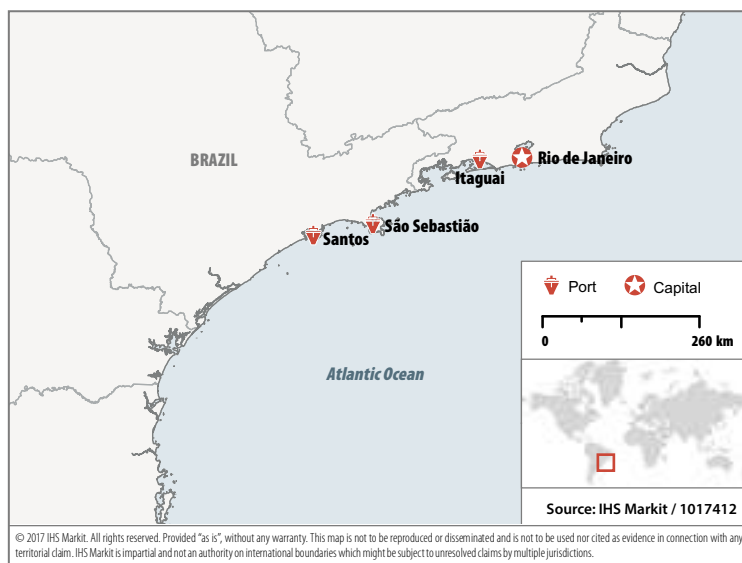 BRAZIL
Rio de Janeiro
Itaguai
São Sebastião
Santos
Port
Capital
0
260 km
Atlantic Ocean
Source: IHS Markit / 1017412
© 2017 IHS Markit. All rights reserved. Provided "as is", without any warranty. This map is not to be reproduced or disseminated and is not to be used nor cited as evidence in connection with any
territorial claim. IHS Markit is impartial and not an authority on international boundaries which might be subject to unresolved claims by multiple jurisdictions.